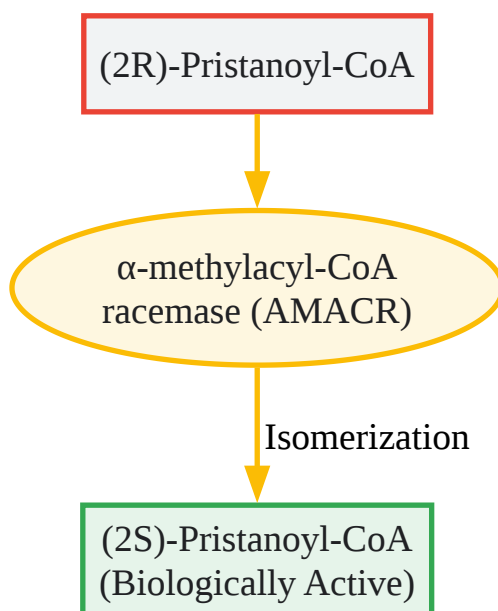 (2R)-Pristanoyl-CoA
α-methylacyl-CoA
racemase (AMACR)
Isomerization
(2S)-Pristanoyl-CoA
(Biologically Active)